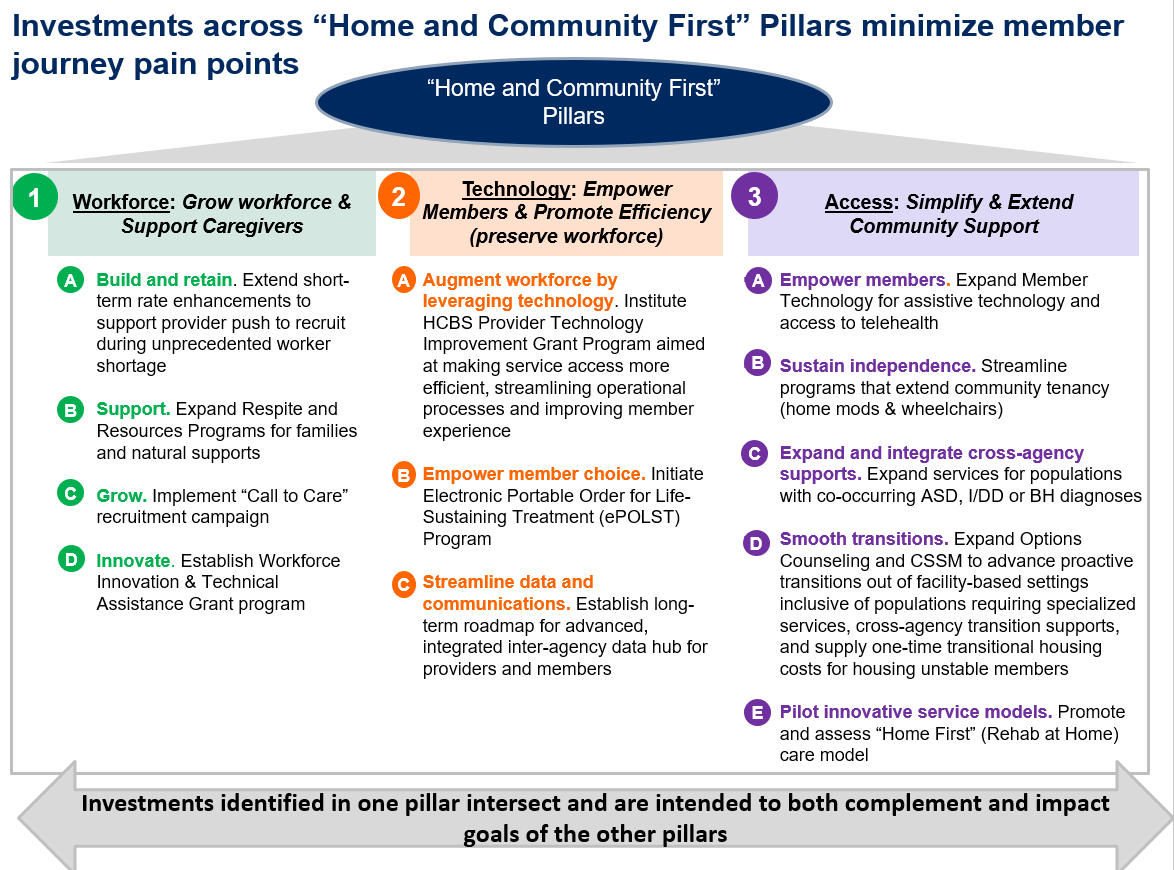 Investments across “Home and Community First” Pillars minimize member
journey pain points
“Home and Community First”
Pillars
1
Workforce: Grow workforce &
Support Caregivers
A
Build and retain. Extend short-
term rate enhancements to
support provider push to recruit
during unprecedented worker
shortage
B
Support. Expand Respite and
Resources Programs for families
and natural supports
C
Grow. Implement “Call to Care”
recruitment campaign
D
Innovate. Establish Workforce
Innovation & Technical
Assistance Grant program
2
Technology: Empower
Members & Promote Efficiency
(preserve workforce)
A
Augment workforce by
leveraging technology. Institute
HCBS Provider Technology
Improvement Grant Program aimed
at making service access more
efficient, streamlining operational
processes and improving member
experience
B
Empower member choice. Initiate
Electronic Portable Order for Life-
Sustaining Treatment (ePOLST)
Program
C
Streamline data and
communications. Establish long-
term roadmap for advanced,
integrated inter-agency data hub for
providers and members
3
Access: Simplify & Extend
Community Support
A
Empower members. Expand Member
Technology for assistive technology and
access to telehealth
B
Sustain independence. Streamline
programs that extend community tenancy
(home mods & wheelchairs)
C
Expand and integrate cross-agency
supports. Expand services for populations
with co-occurring ASD, I/DD or BH diagnoses
D
Smooth transitions. Expand Options
Counseling and CSSM to advance proactive
transitions out of facility-based settings
inclusive of populations requiring specialized
services, cross-agency transition supports,
and supply one-time transitional housing
costs for housing unstable members
E
Pilot innovative service models. Promote
and assess “Home First” (Rehab at Home)
care model
Investments identified in one pillar intersect and are intended to both complement and impact
goals of the other pillars